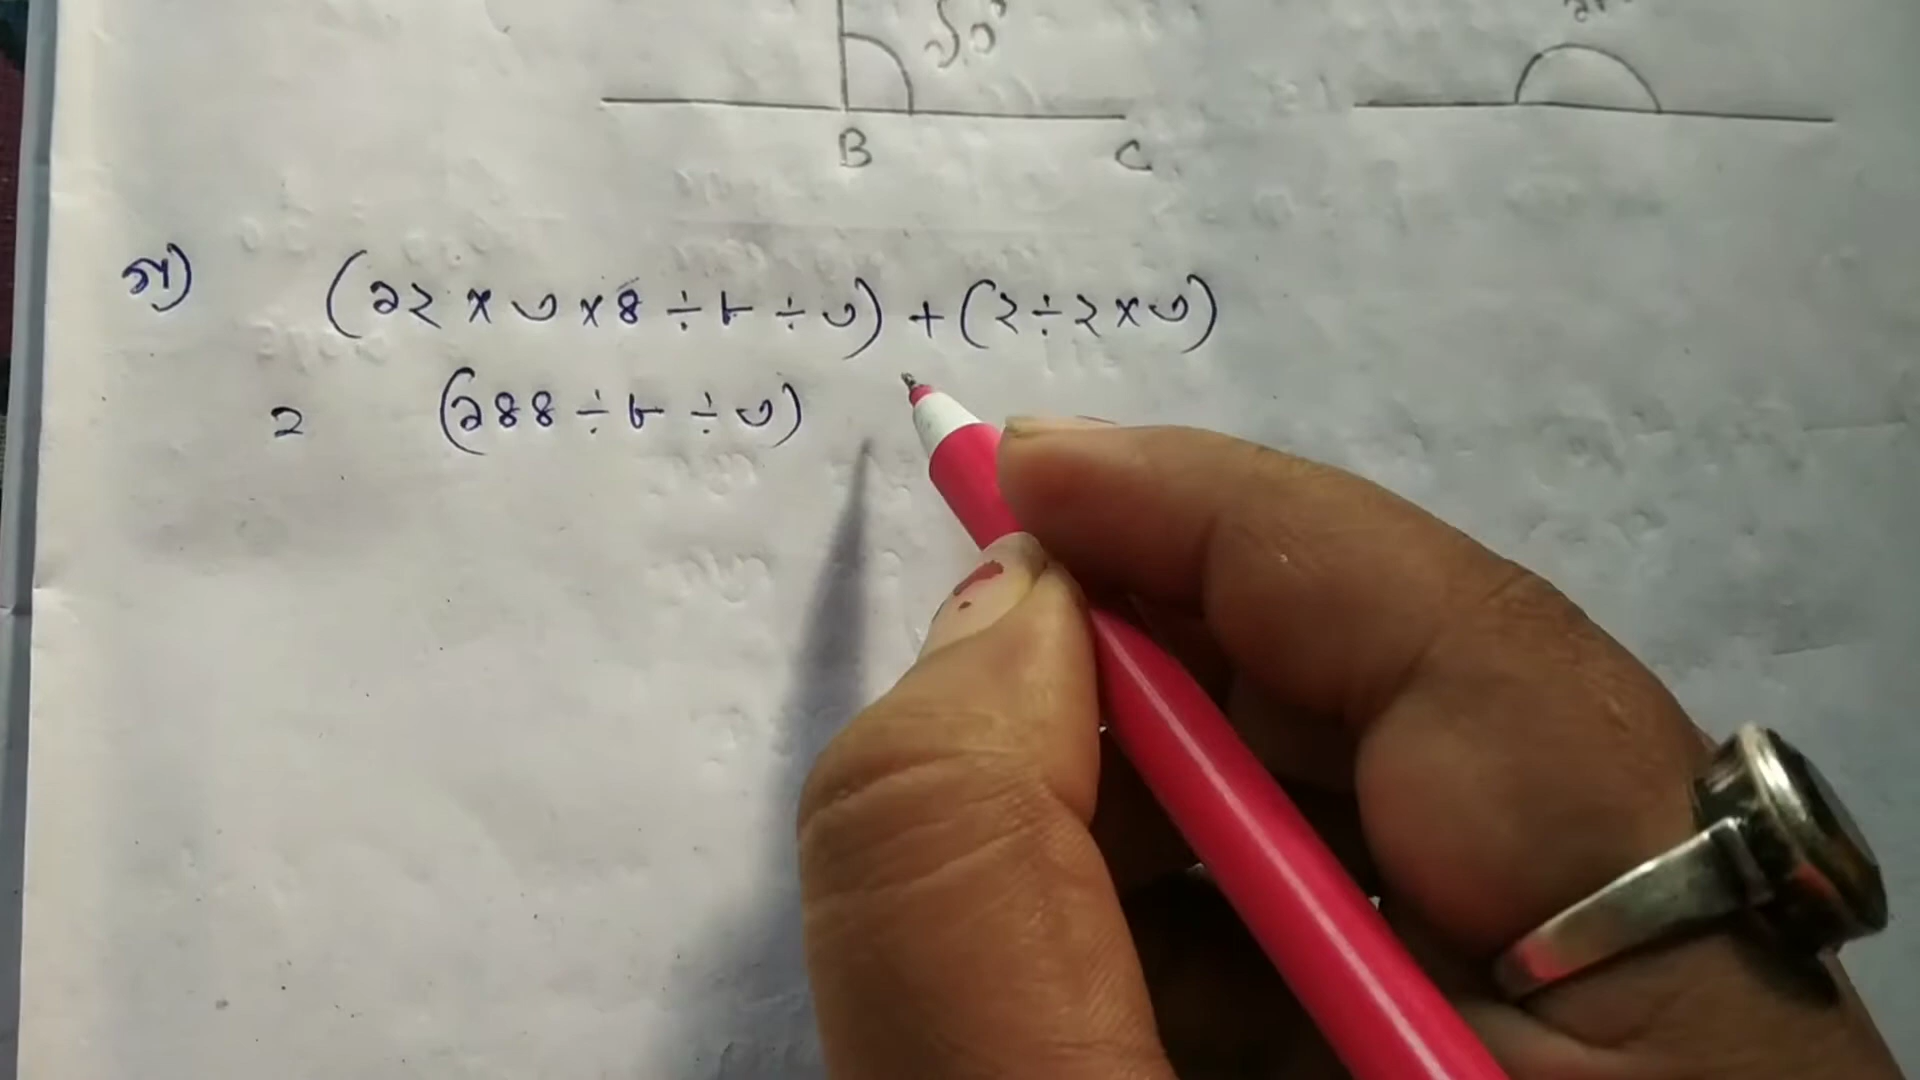 ৯০°
B C
গ) (১২ × ৩ × ৪ ÷ ৮ ÷ ৩) + (২ ÷ ২ × ৩)
= (১৪৪ ÷ ৮ ÷ ৩)